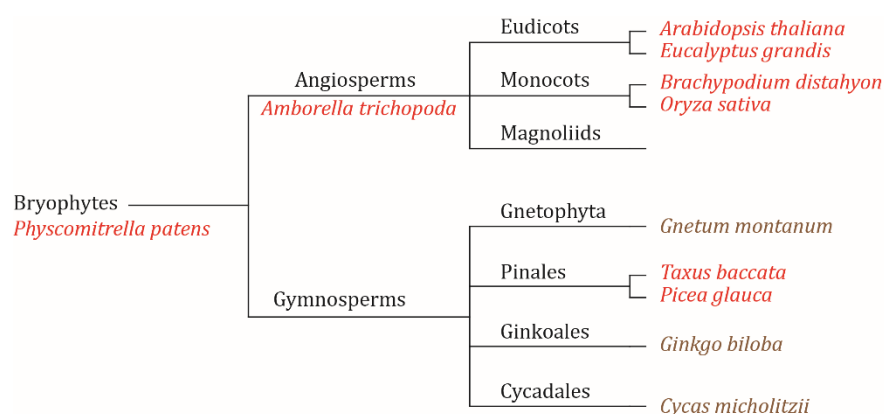 Eudicots
Arabidopsis thaliana
Eucalyptus grandis
Angiosperms
Amborella trichopoda
Monocots
Brachypodium distahyon
Oryza sativa
Magnoliids
Bryophytes
Physcomitrella patens
Gnetophyta
Gnetum montanum
Gymnosperms
Pinales
Taxus baccata
Picea glauca
Ginkoales
Ginkgo biloba
Cycadales
Cycas micholitzii